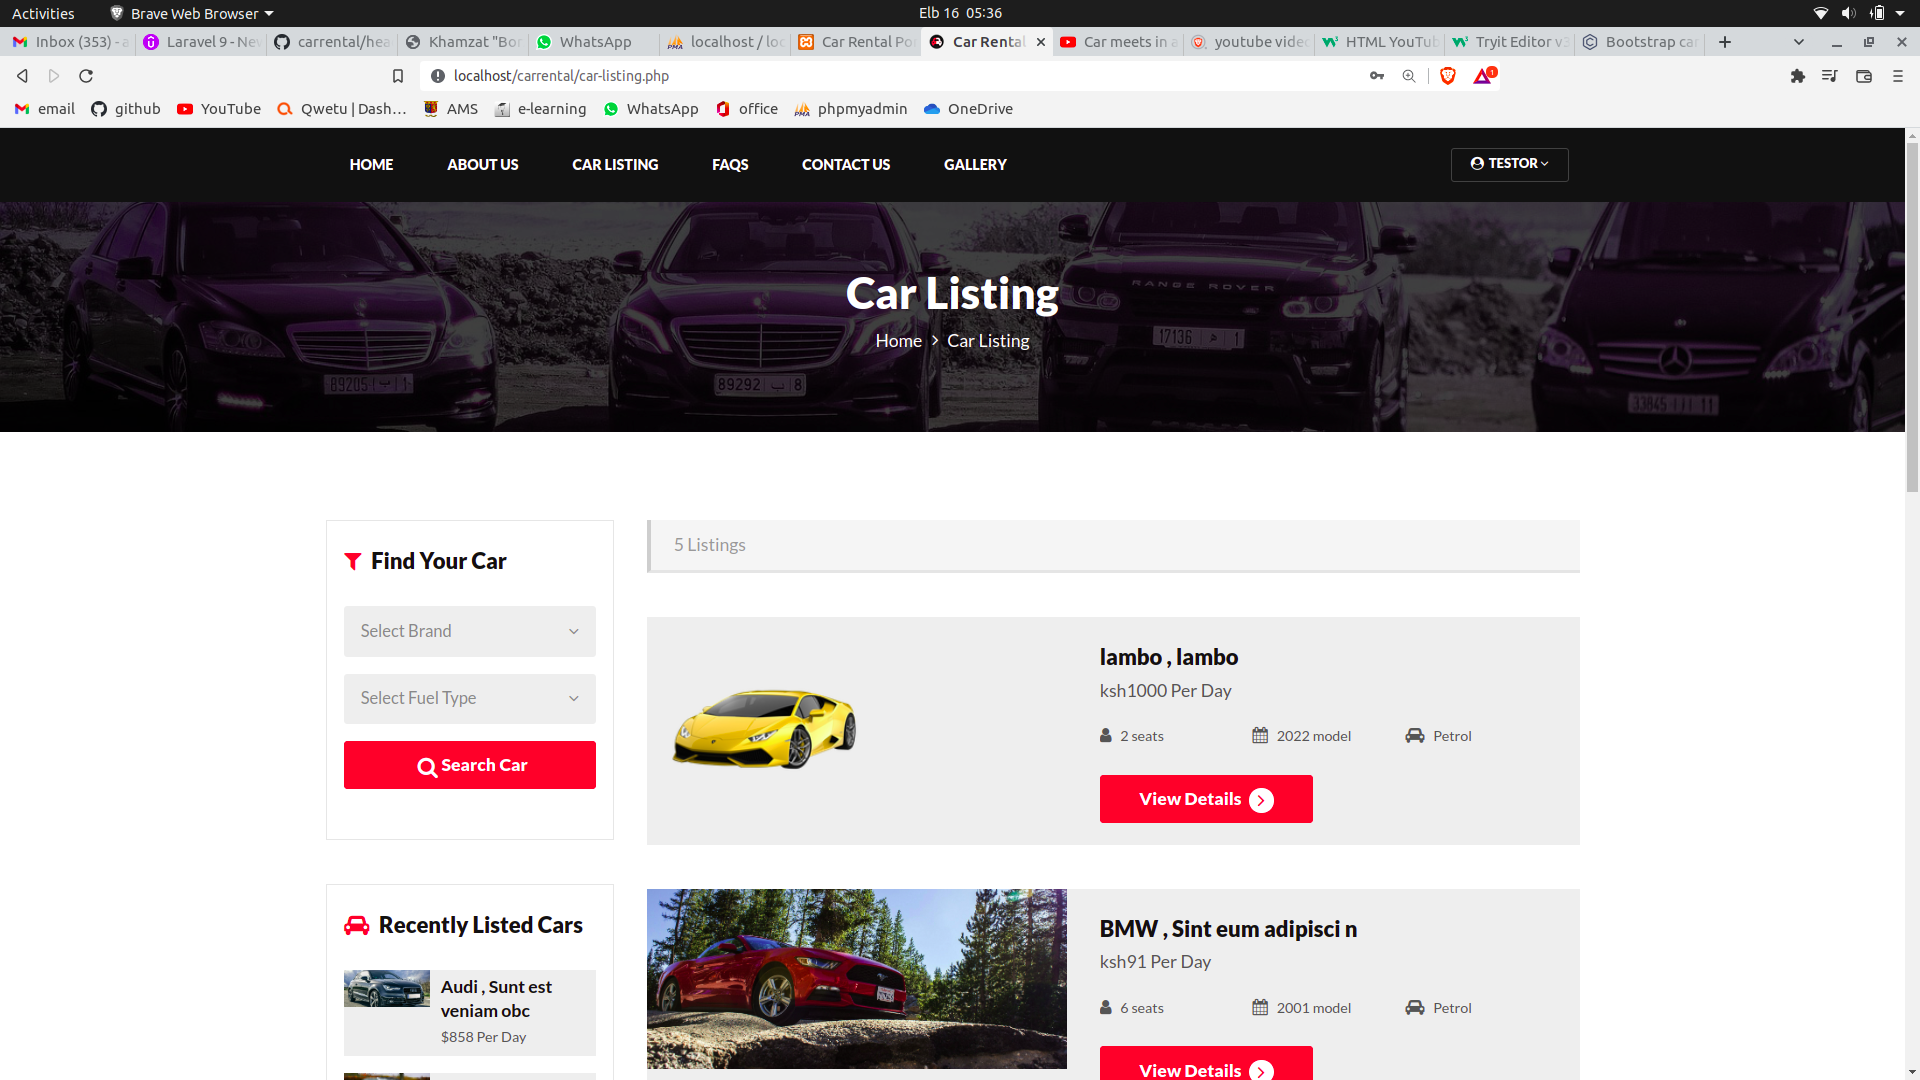 Activities
Brave Web Browser
Elb 16 05:36
Inbox (353) - a
Laravel 9 - Nev
carrental/hea
Khamzat "Bor
WhatsApp
localhost / loc
Car Rental Por
Car Rental
Car meets in a
youtube video
HTML YouTub
Tryit Editor v3
Bootstrap car
localhost/carrental/car-listing.php
1
email
github
YouTube
Qwetu | Dash...
AMS
e-learning
WhatsApp
office
phpmyadmin
OneDrive
HOME
ABOUT US
CAR LISTING
FAQS
CONTACT US
GALLERY
TESTOR
RANGE ROVER
Car Listing
Home > Car Listing
Find Your Car
Select Brand
Select Fuel Type
Search Car
5 Listings
lambo , lambo
ksh1000 Per Day
2 seats
2022 model
Petrol
View Details
Recently Listed Cars
Audi , Sunt est
veniam obc
$858 Per Day
BMW , Sint eum adipisci n
ksh91 Per Day
6 seats
2001 model
Petrol
View Details